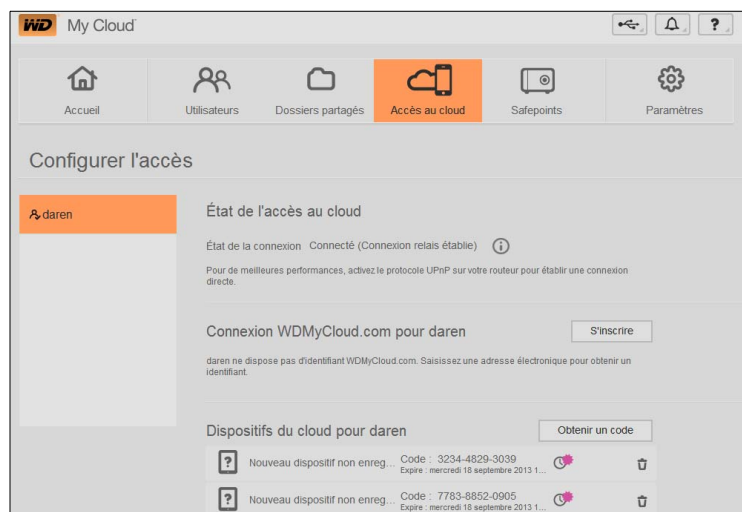 WD My Cloud
?
Accueil
Utilisateurs
Dossiers partagés
Accès au cloud
Safepoints
Paramètres
Configurer l'accès
daren
État de l'accès au cloud
État de la connexion Connecté (Connexion relais établie)
Pour de meilleures performances, activez le protocole UPnP sur votre routeur pour établir une connexion
directe.
Connexion WDMyCloud.com pour daren
S'inscrire
daren ne dispose pas d'identifiant WDMyCloud.com. Saisissez une adresse électronique pour obtenir un
identifiant.
Dispositifs du cloud pour daren
Obtenir un code
? Nouveau dispositif non enreg... Code : 3234-4829-3039
Expire : mercredi 18 septembre 2013 1...
? Nouveau dispositif non enreg... Code : 7783-8852-0905
Expire : mercredi 18 septembre 2013 1...